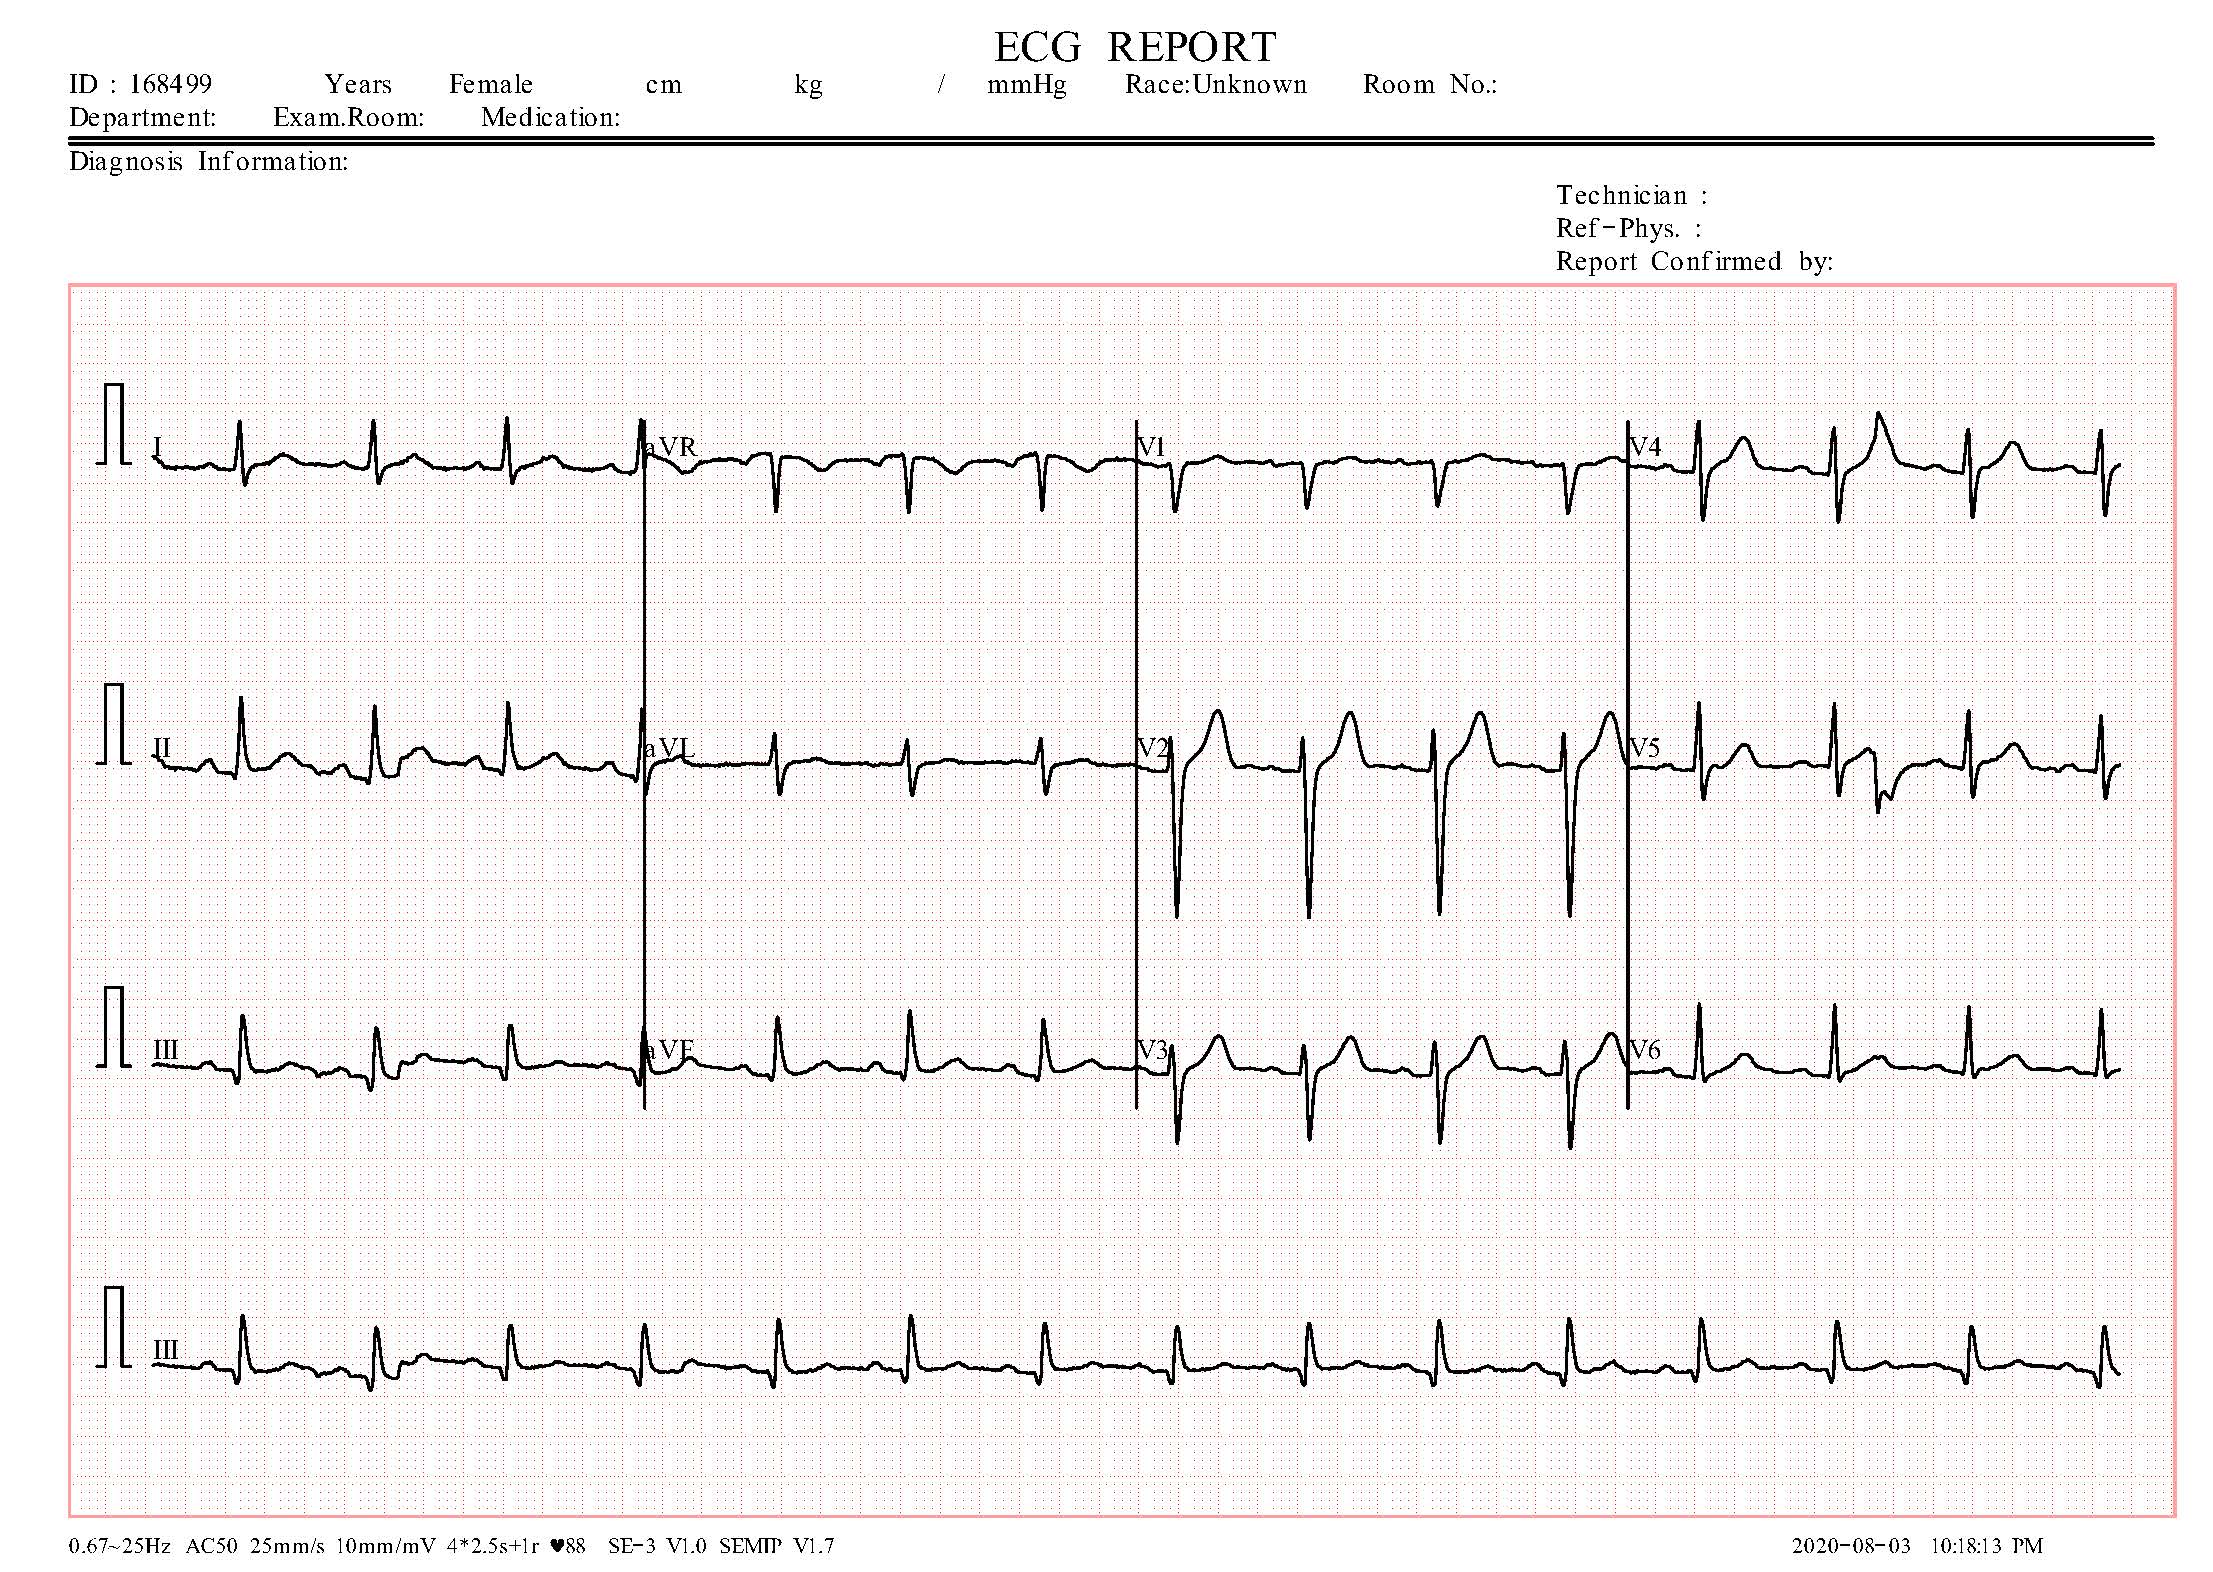 ECG REPORT
ID : 168499 Years Female cm kg / mmHg Race:Unknown Room No.:
Department: Exam.Room: Medication:
Diagnosis Information:
Technician :
Ref-Phys. :
Report Confirmed by:
I aVR V1 V4
II aVL V2 V5
III aVF V3 V6
III
0.67~25Hz AC50 25mm/s 10mm/mV 4*2.5s+1r ♥88 SE-3 V1.0 SEMIP V1.7 2020-08-03 10:18:13 PM